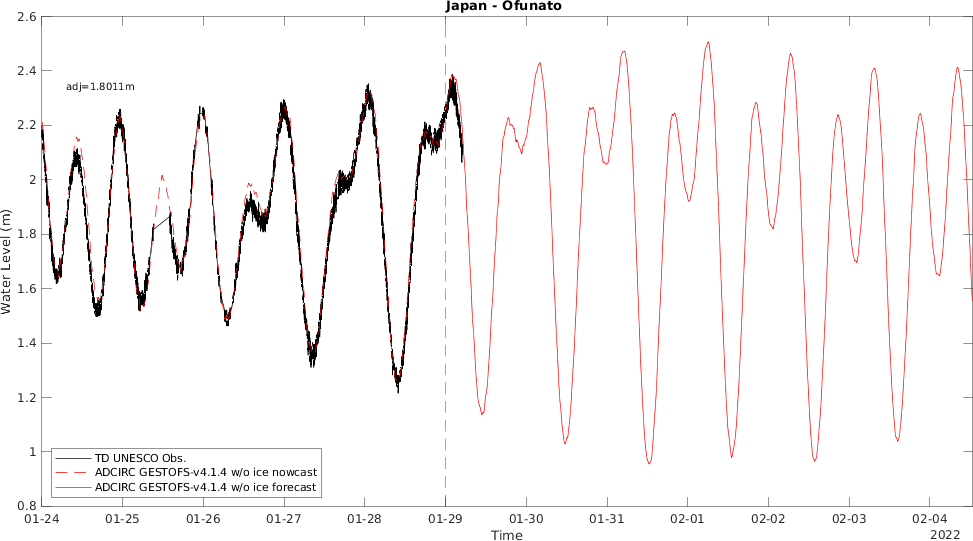 Japan - Ofunato
2.6
2.4
2.2
2
1.8
1.6
1.4
1.2
1
0.8
Water Level (m)
adj=1.8011m
TD UNESCO Obs.
ADCIRC GESTOFS-v4.1.4 w/o ice nowcast
ADCIRC GESTOFS-v4.1.4 w/o ice forecast
01-24 01-25 01-26 01-27 01-28 01-29 01-30 01-31 02-01 02-02 02-03 02-04
Time
2022